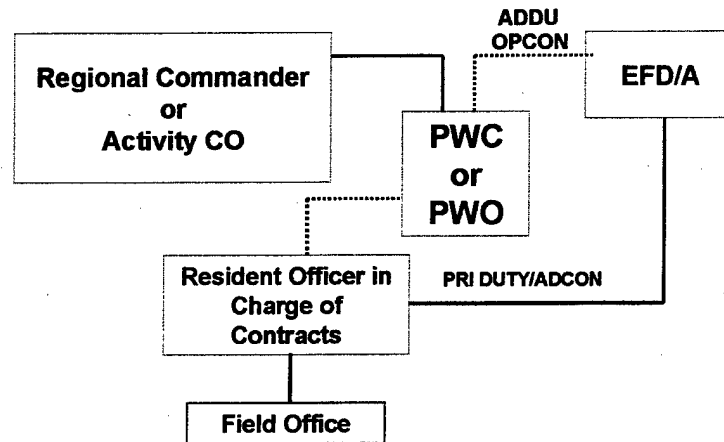 ADDU
OPCON
Regional Commander
or
Activity CO
EFD/A
PWC
or
PWO
Resident Officer in
Charge of
Contracts
PRI DUTY/ADCON
Field Office